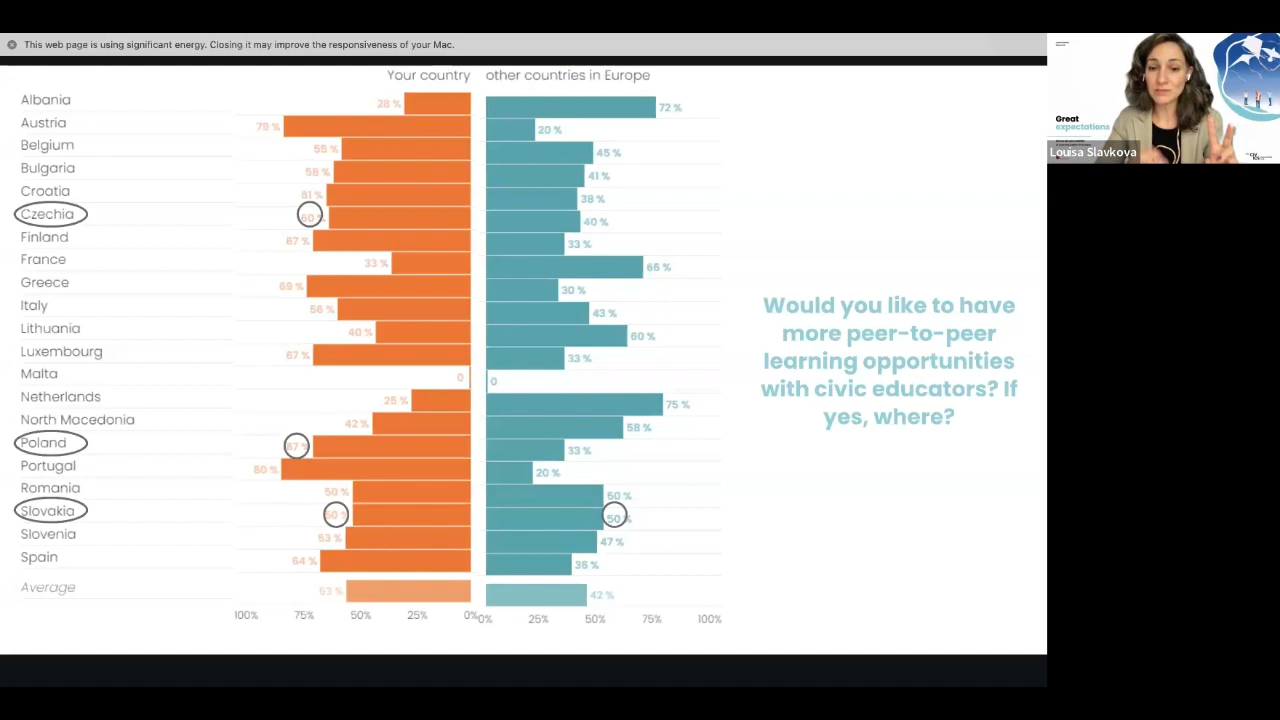 This web page is using significant energy. Closing it may improve the responsiveness of your Mac.
Your country other countries in Europe
Albania 28 % 72 %
Austria 79 % 20 %
Belgium 55 % 45 %
Bulgaria 58 % 41 %
Croatia 61 % 38 %
Czechia 60 % 40 %
Finland 67 % 33 %
France 33 % 66 %
Greece 69 % 30 %
Italy 56 % 43 %
Lithuania 40 % 60 %
Luxembourg 67 % 33 %
Malta 0 0
Netherlands 25 % 75 %
North Macedonia 42 % 58 %
Poland 67 % 33 %
Portugal 80 % 20 %
Romania 50 % 50 %
Slovakia 50 % 50 %
Slovenia 53 % 47 %
Spain 64 % 36 %
Average 53 % 42 %
100% 75% 50% 25% 0% 0% 25% 50% 75% 100%
Would you like to have
more peer-to-peer
learning opportunities
with civic educators? If
yes, where?
Great
expectations
Louisa Slavkova